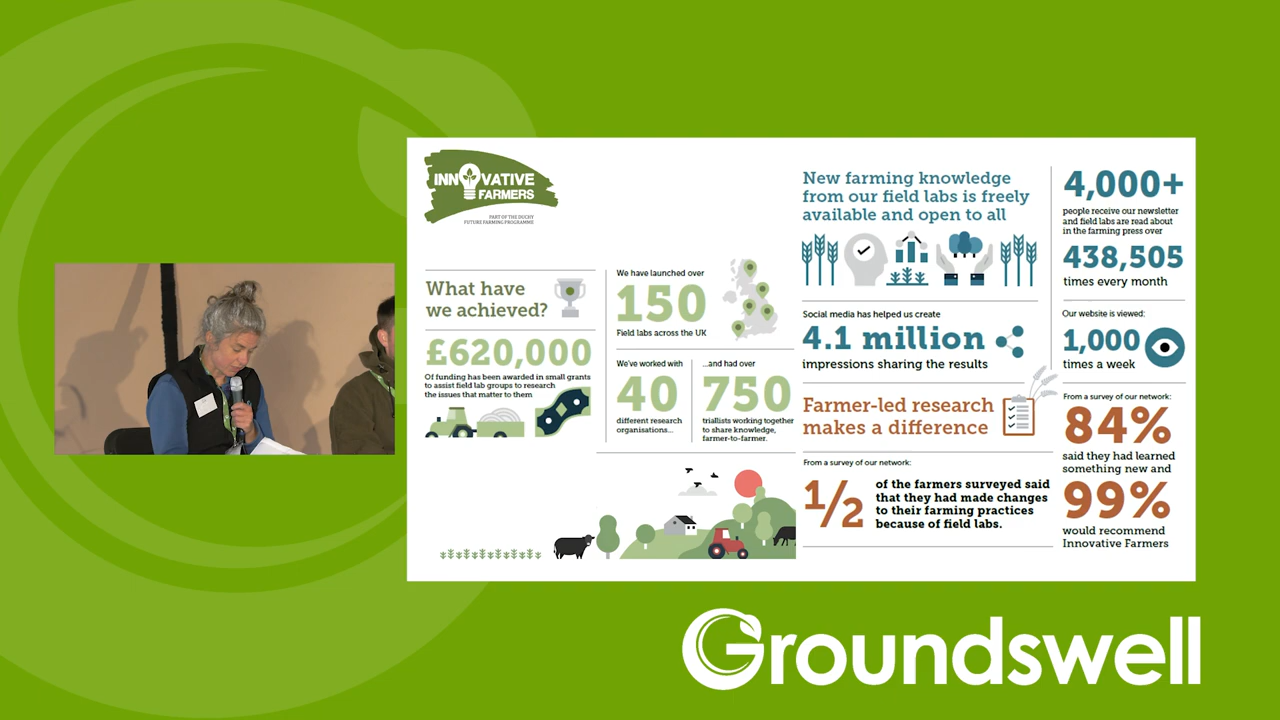 INNOVATIVE
FARMERS
PART OF THE DUCHY
FUTURE FARMING PROGRAMME
What have
we achieved?
£620,000
Of funding has been awarded in small grants
to assist field lab groups to research
the issues that matter to them
We have launched over
150
Field labs across the UK
We've worked with
40
different research
organisations...
...and had over
750
triallists working together
to share knowledge,
farmer-to-farmer.
New farming knowledge
from our field labs is freely
available and open to all
Social media has helped us create
4.1 million
impressions sharing the results
Farmer-led research
makes a difference
From a survey of our network:
1/2
of the farmers surveyed said
that they had made changes
to their farming practices
because of field labs.
4,000+
people receive our newsletter
and field labs are read about
in the farming press over
438,505
times every month
Our website is viewed:
1,000
times a week
From a survey of our network:
84%
said they had learned
something new and
99%
would recommend
Innovative Farmers
Groundswell